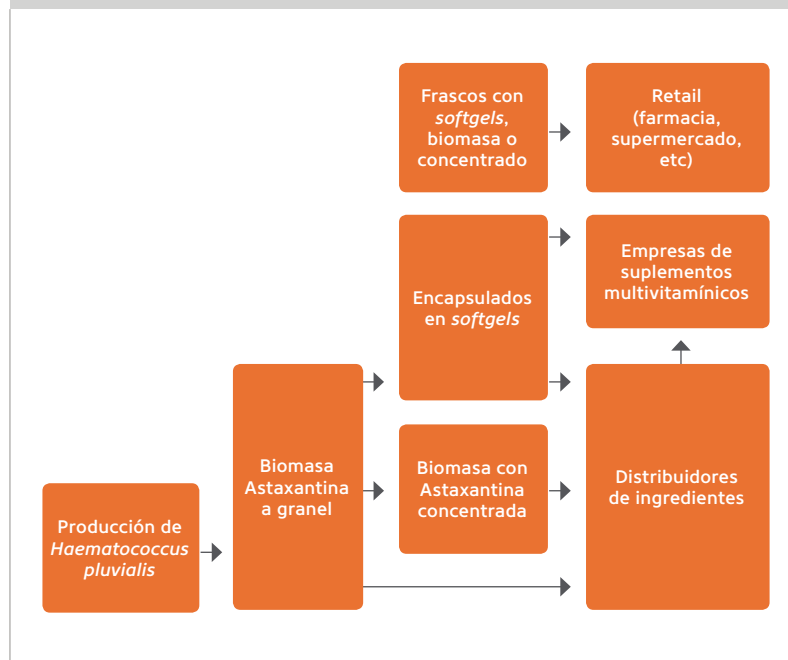 Frascos con
softgels,
biomasa o
concentrado
Retail
(farmacia,
supermercado,
etc)
Encapsulados
en softgels
Empresas de
suplementos
multivitamínicos
Biomasa
Astaxantina
a granel
Biomasa con
Astaxantina
concentrada
Distribuidores
de ingredientes
Producción de
Haematococcus
pluvialis